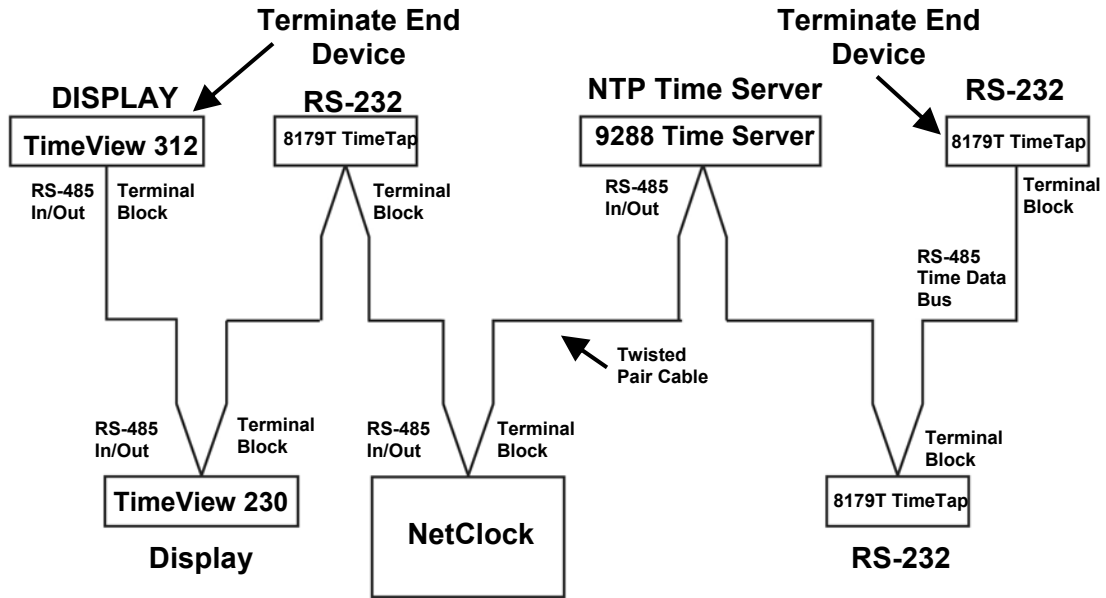 Terminate End
Device
Terminate End
Device
DISPLAY
RS-232
NTP Time Server
RS-232
TimeView 312
8179T TimeTap
9288 Time Server
8179T TimeTap
RS-485
In/Out
Terminal
Block
RS-485
In/Out
Terminal
Block
RS-485
Time Data
Bus
Twisted
Pair Cable
RS-485
In/Out
Terminal
Block
RS-485
In/Out
Terminal
Block
Terminal
Block
TimeView 230
NetClock
8179T TimeTap
Display
RS-232